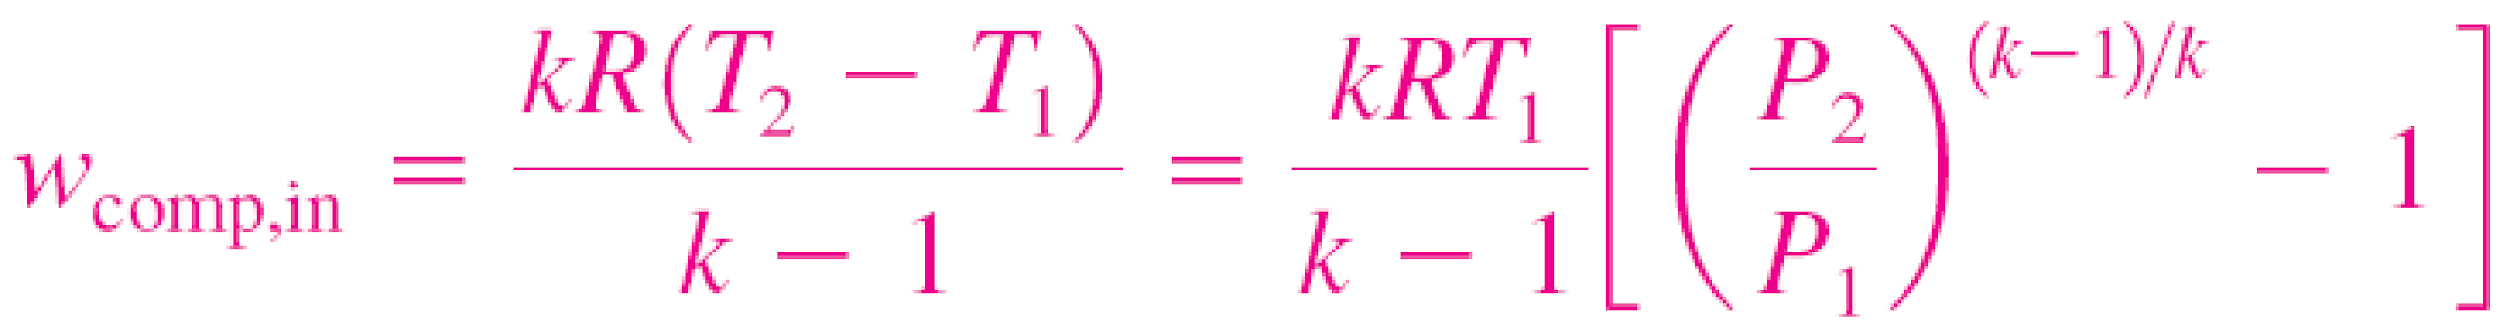 w_comp,in = kR(T_2 − T_1) / (k − 1) = kRT_1 / (k − 1) [(P_2 / P_1)^(k−1)/k − 1]